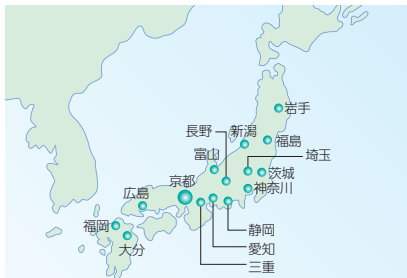 岩手
長野
新潟
福島
富山
埼玉
茨城
京都
神奈川
広島
福岡
静岡
大分
愛知
三重